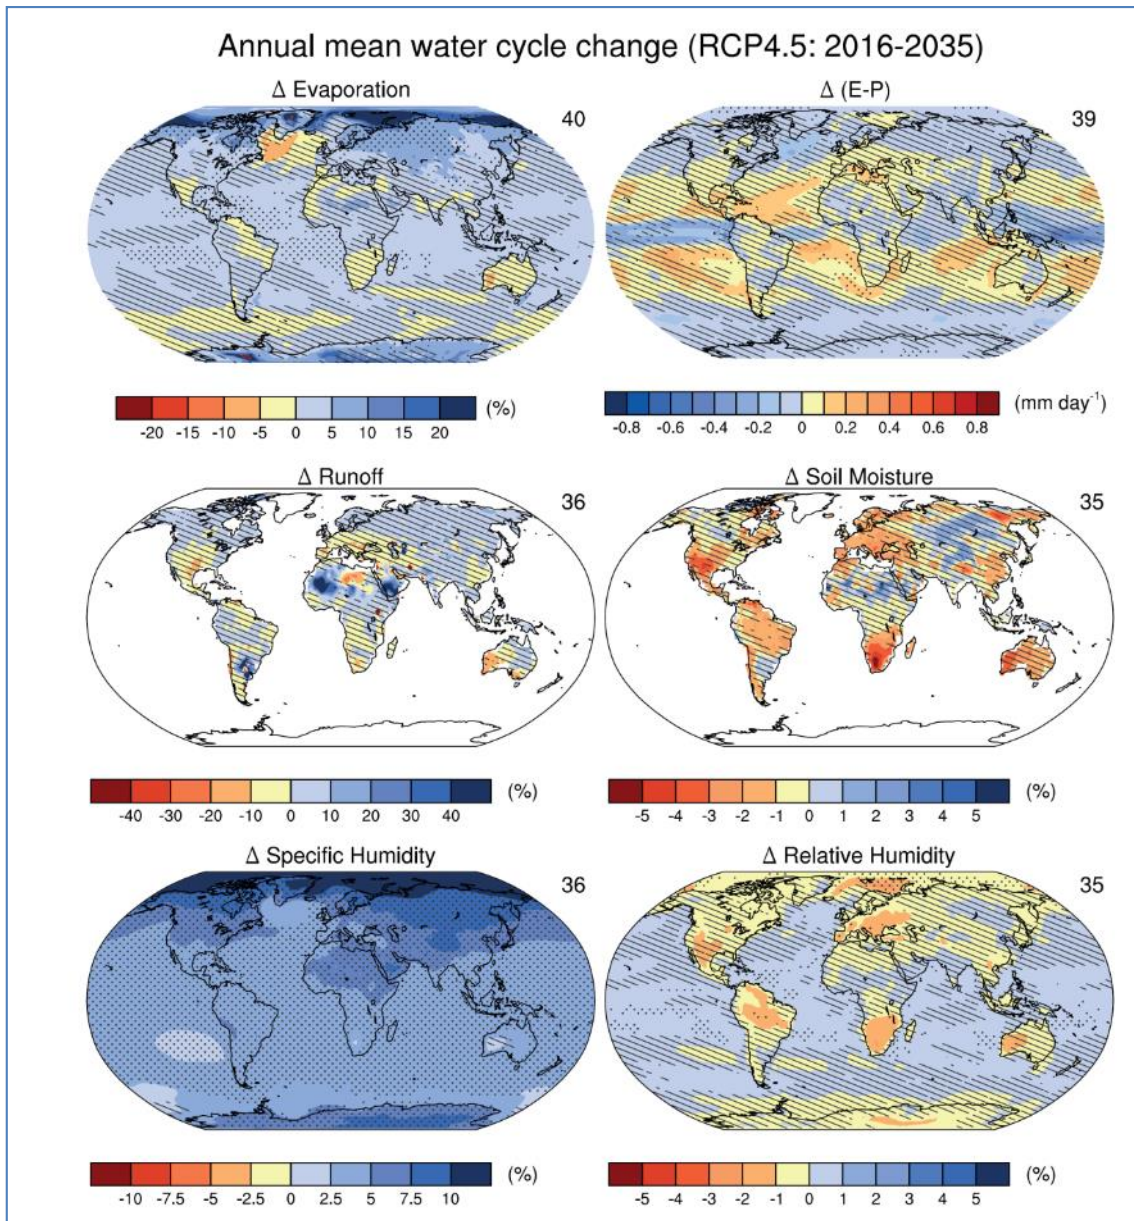 Annual mean water cycle change (RCP4.5: 2016-2035)
Δ Evaporation
40
-20 -15 -10 -5 0 5 10 15 20 (%)
Δ (E-P)
39
-0.8 -0.6 -0.4 -0.2 0 0.2 0.4 0.6 0.8 (mm day⁻¹)
Δ Runoff
36
-40 -30 -20 -10 0 10 20 30 40 (%)
Δ Soil Moisture
35
-5 -4 -3 -2 -1 0 1 2 3 4 5 (%)
Δ Specific Humidity
36
-10 -7.5 -5 -2.5 0 2.5 5 7.5 10 (%)
Δ Relative Humidity
35
-5 -4 -3 -2 -1 0 1 2 3 4 5 (%)